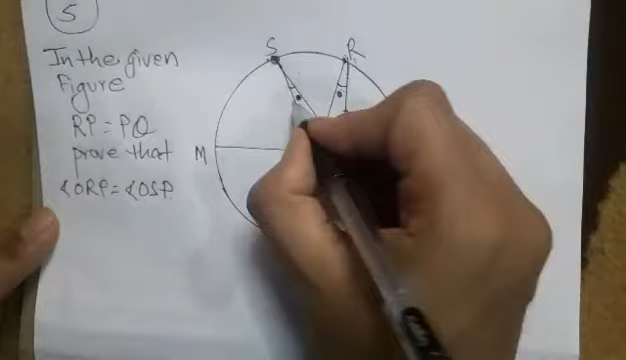 5
In the given
figure
RP = PQ
prove that
∠ORP = ∠OSP.
S
R
M